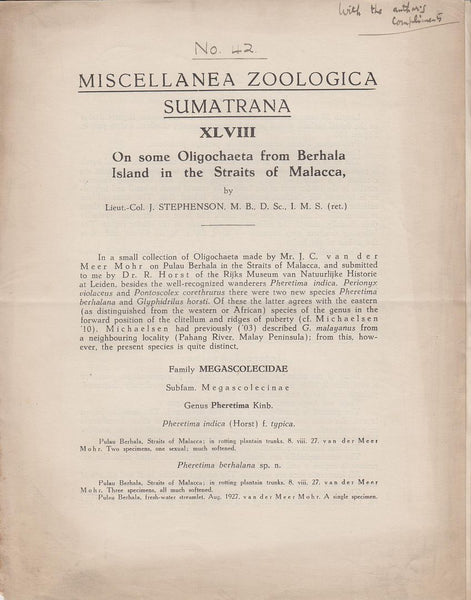 With the author's
compliments
No. 42.
MISCELLANEA ZOOLOGICA
SUMATRANA
XLVIII
On some Oligochaeta from Berhala
Island in the Straits of Malacca,
by
Lieut.-Col. J. STEPHENSON, M. B., D. Sc., I. M. S. (ret.)
In a small collection of Oligochaeta made by Mr. J. C. van der
Meer Mohr on Pulau Berhala in the Straits of Malacca, and submitted
to me by Dr. R. Horst of the Rijks Museum van Natuurlijke Historie
at Leiden, besides the well-recognized wanderers Pheretima indica. Perionyx
violaceus and Pontoscolex corethrurus there were two new species Pheretima
berhalana and Glyphidrilus horsti. Of these the latter agrees with the eastern
(as distinguished from the western or African) species of the genus in the
forward position of the clitellum and ridges of puberty (cf. Michaelsen
'10). Michaelsen had previously ('03) described G. malayanus from
a neighbouring locality (Pahang River, Malay Peninsula); from this, how-
ever, the present species is quite distinct.
Family MEGASCOLECIDAE
Subfam. Megascolecinae
Genus Pheretima Kinb.
Pheretima indica (Horst) f. typica.
Pulau Berhala, Straits of Malacca; in rotting plantain trunks. 8. viii. 27. van der Meer
Mohr. Two specimens, one sexual; much softened.
Pheretima berhalana sp. n.
Pulau Berhala, Straits of Malacca; in rotting plantain trunks. 8. viii. 27. van der Meer
Mohr. Three specimens, all much softened.
Pulau Berhala, fresh-water streamlet. Aug. 1927. van der Meer Mohr. A single specimen.